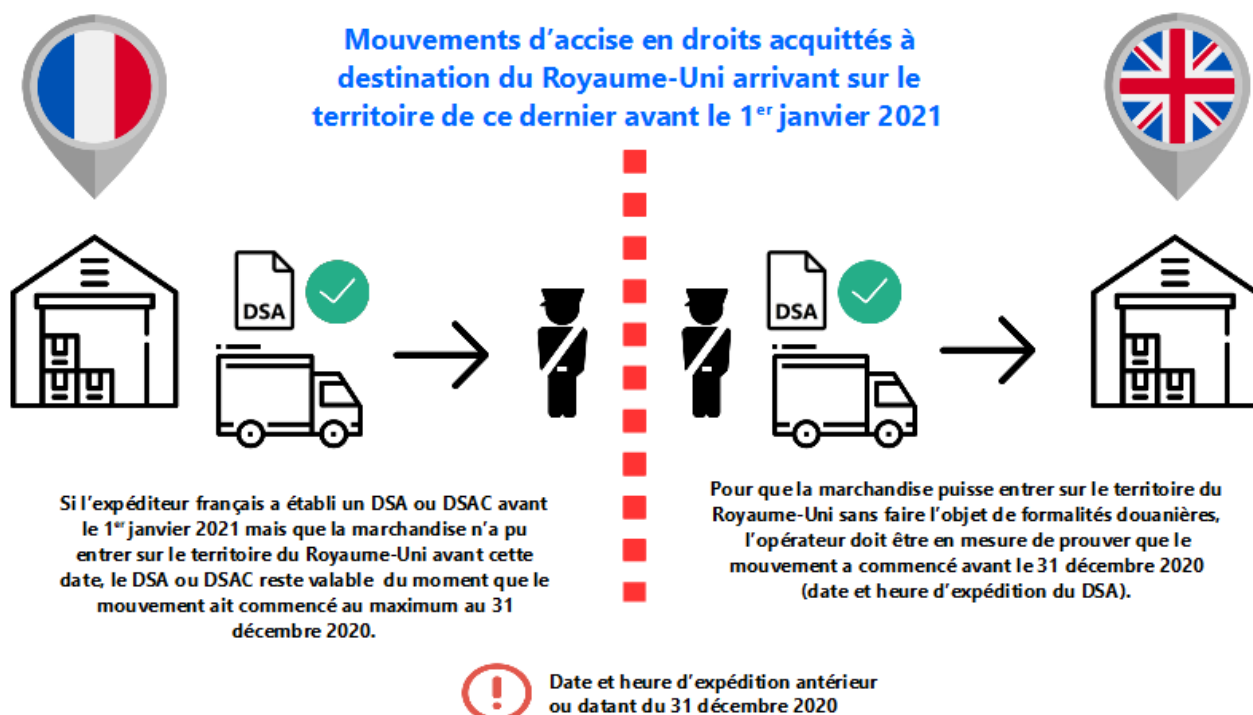 Mouvements d’accise en droits acquittés à
destination du Royaume-Uni arrivant sur le
territoire de ce dernier avant le 1er janvier 2021
DSA
DSA
Si l’expéditeur français a établi un DSA ou DSAC avant
le 1er janvier 2021 mais que la marchandise n’a pu
entrer sur le territoire du Royaume-Uni avant cette
date, le DSA ou DSAC reste valable du moment que le
mouvement ait commencé au maximum au 31
décembre 2020.
Pour que la marchandise puisse entrer sur le territoire du
Royaume-Uni sans faire l’objet de formalités douanières,
l’opérateur doit être en mesure de prouver que le
mouvement a commencé avant le 31 décembre 2020
(date et heure d’expédition du DSA).
Date et heure d’expédition antérieur
ou datant du 31 décembre 2020